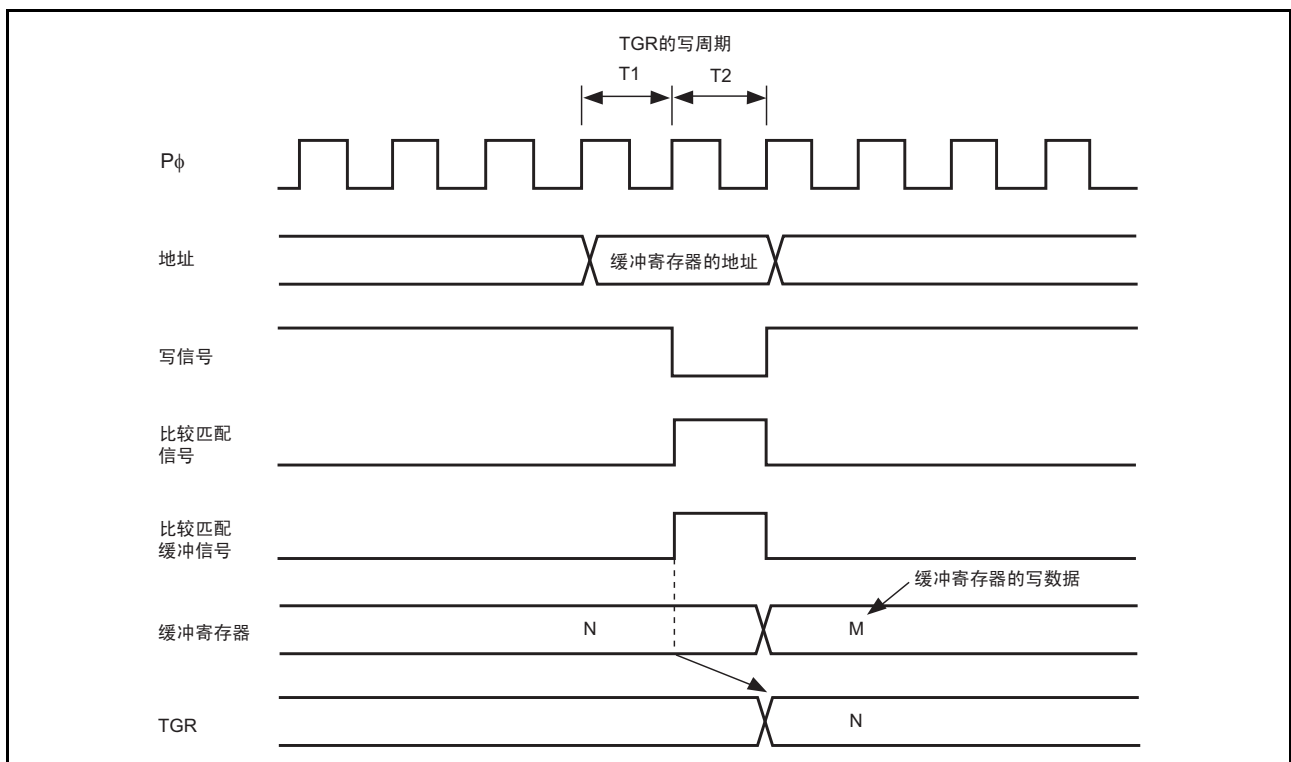 TGR的写周期
T1
T2
Pϕ
地址
缓冲寄存器的地址
写信号
比较匹配
信号
比较匹配
缓冲信号
缓冲寄存器的写数据
缓冲寄存器
N
M
TGR
N